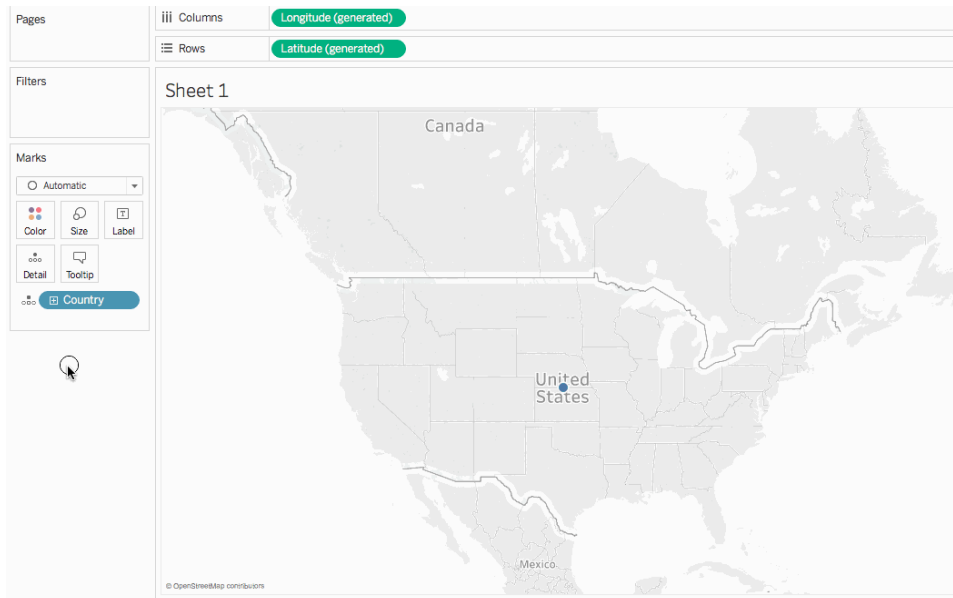 Pages
Columns
Longitude (generated)
Rows
Latitude (generated)
Filters
Sheet 1
Marks
Automatic
Color
Size
T
Label
Detail
Tooltip
Country
Canada
United
States
Mexico
© OpenStreetMap contributors